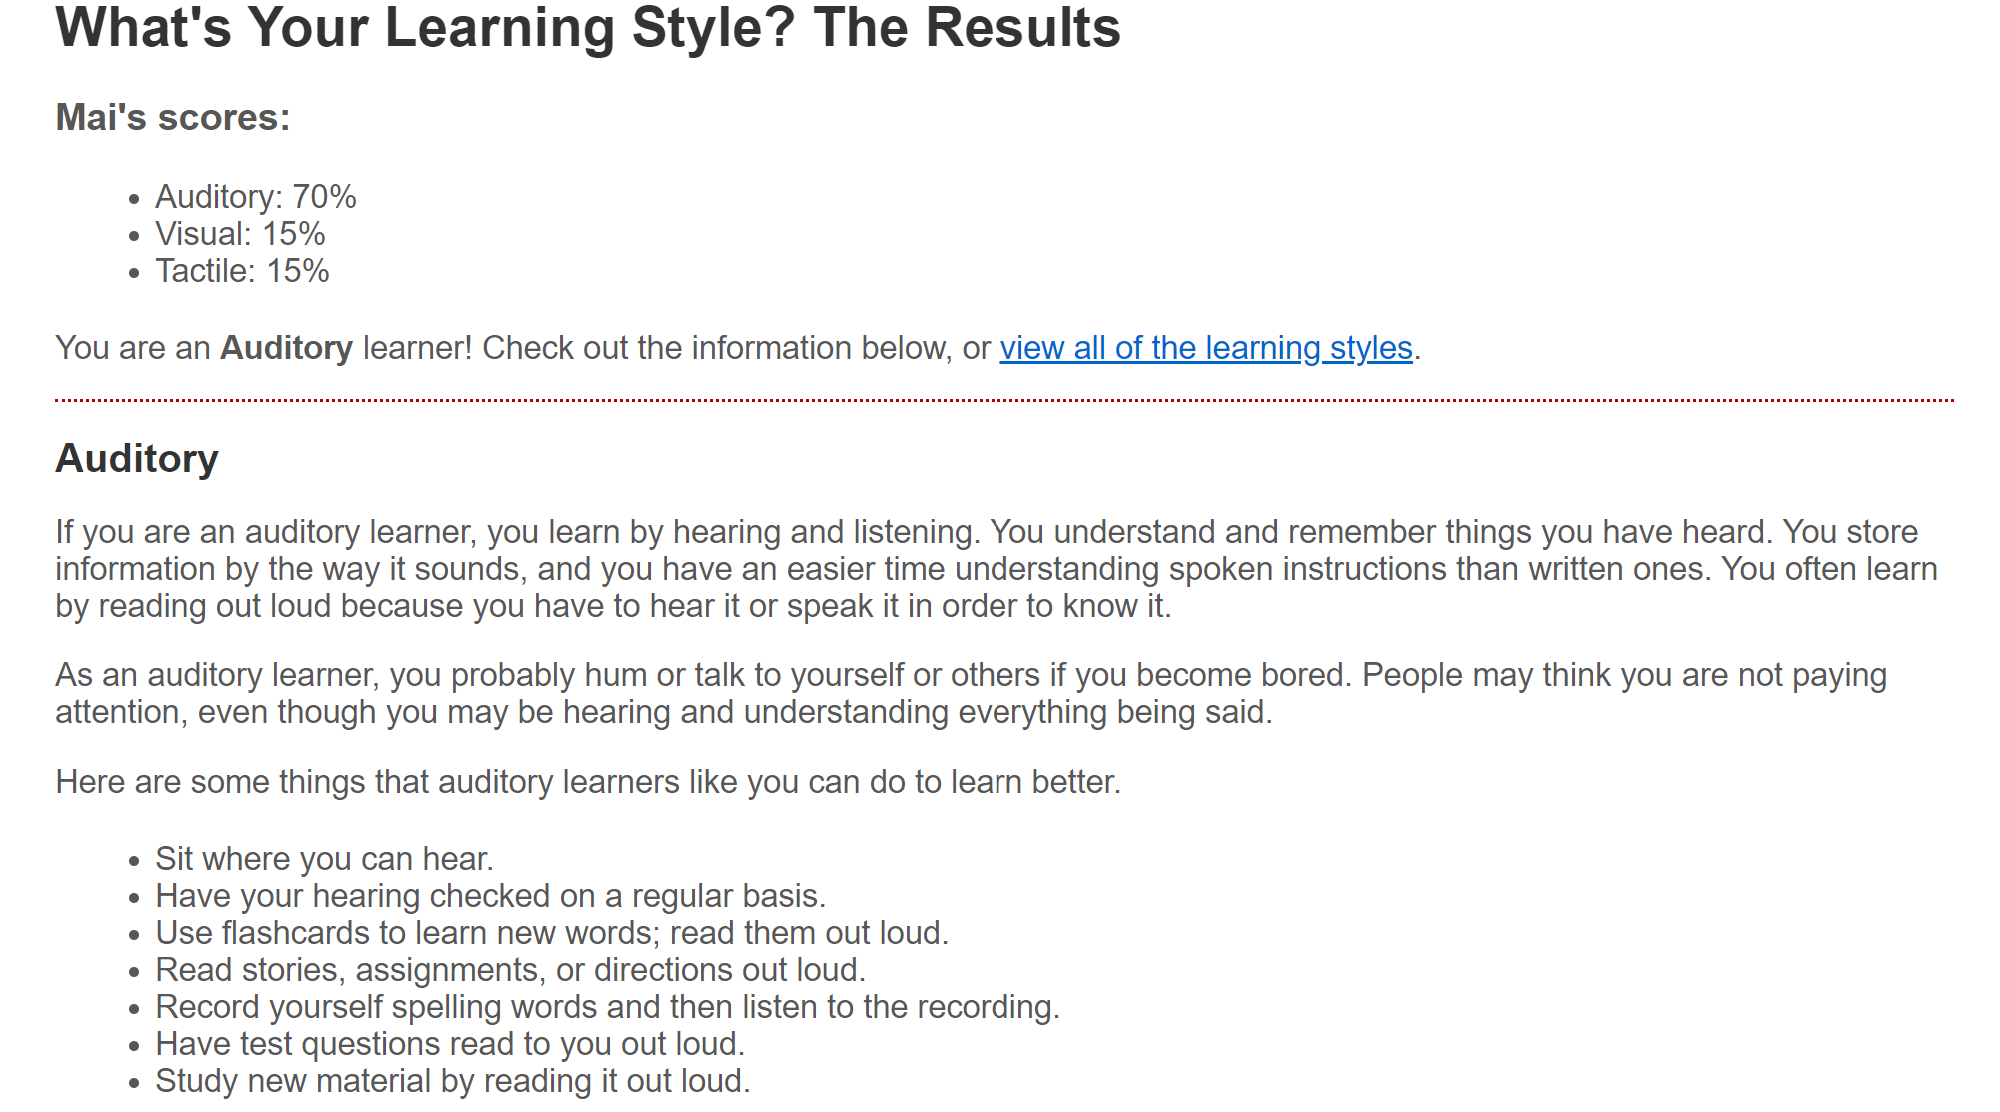 What's Your Learning Style? The Results
Mai's scores:
• Auditory: 70%
• Visual: 15%
• Tactile: 15%
You are an Auditory learner! Check out the information below, or view all of the learning styles.
Auditory
If you are an auditory learner, you learn by hearing and listening. You understand and remember things you have heard. You store
information by the way it sounds, and you have an easier time understanding spoken instructions than written ones. You often learn
by reading out loud because you have to hear it or speak it in order to know it.
As an auditory learner, you probably hum or talk to yourself or others if you become bored. People may think you are not paying
attention, even though you may be hearing and understanding everything being said.
Here are some things that auditory learners like you can do to learn better.
• Sit where you can hear.
• Have your hearing checked on a regular basis.
• Use flashcards to learn new words; read them out loud.
• Read stories, assignments, or directions out loud.
• Record yourself spelling words and then listen to the recording.
• Have test questions read to you out loud.
• Study new material by reading it out loud.